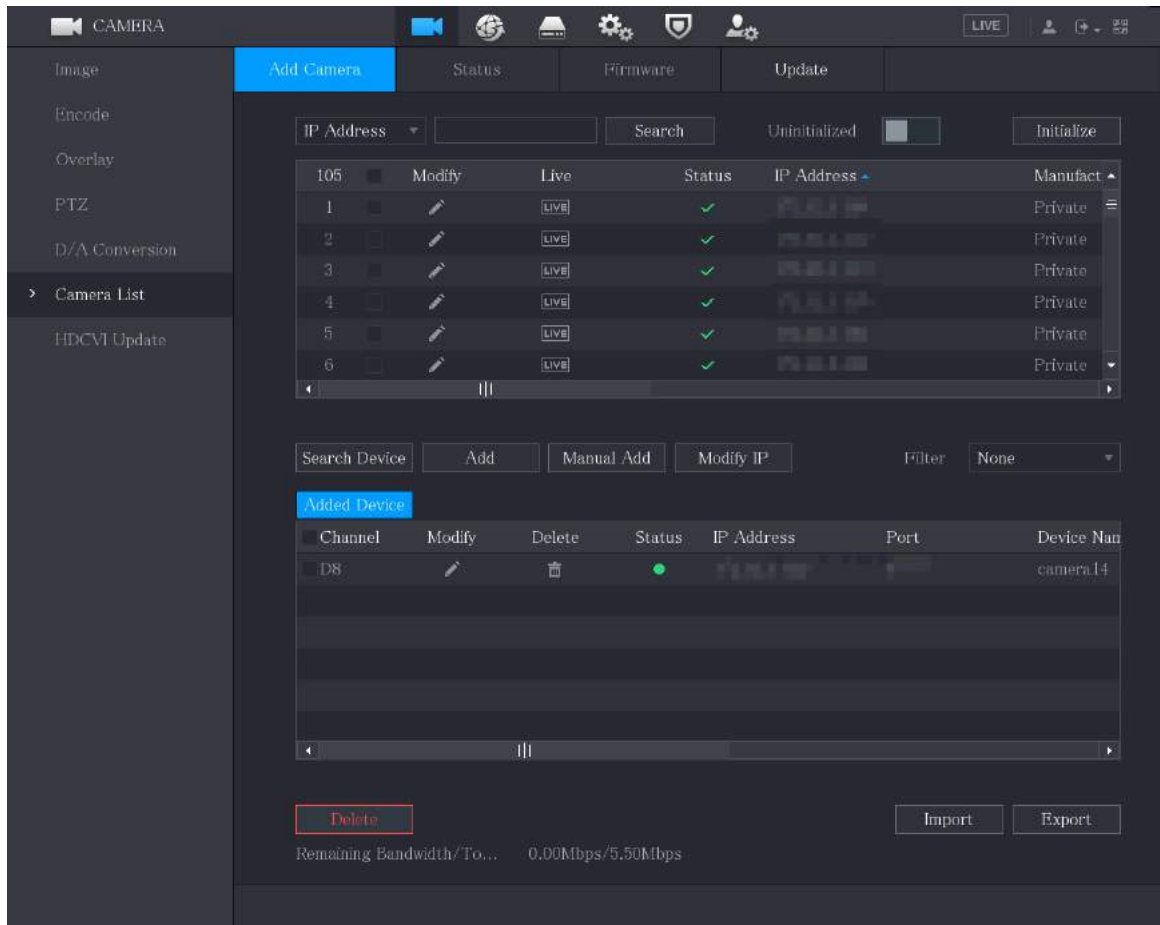 CAMERA LIVE
Image
Encode
Overlay
PTZ
D/A Conversion
Camera List
HDCVI Update
Add Camera Status Firmware Update
IP Address Search Uninitialized Initialize
105 Modify Live Status IP Address Manufact
1 LIVE Private
2 LIVE Private
3 LIVE Private
4 LIVE Private
5 LIVE Private
6 LIVE Private
Search Device Add Manual Add Modify IP Filter None
Added Device
Channel Modify Delete Status IP Address Port Device Nan
D8 camera14
Delete Import Export
Remaining Bandwidth/To... 0.00Mbps/5.50Mbps